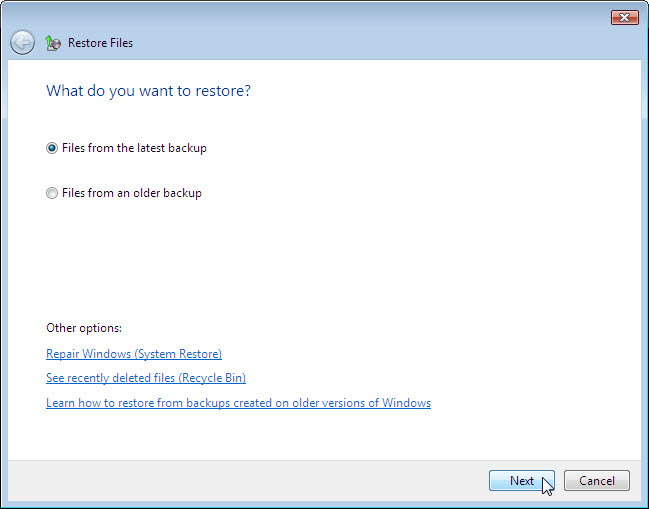 Restore Files
What do you want to restore?
Files from the latest backup
Files from an older backup
Other options:
Repair Windows (System Restore)
See recently deleted files (Recycle Bin)
Learn how to restore from backups created on older versions of Windows
Next
Cancel